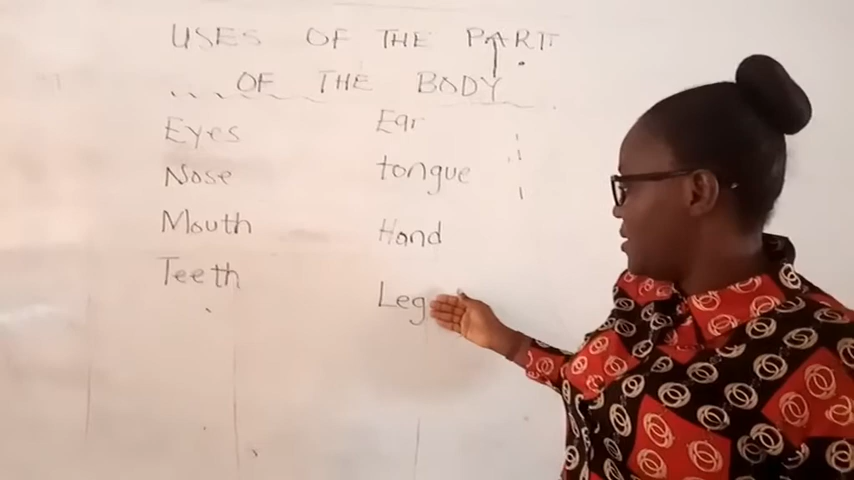 USES OF THE PART
OF THE BODY
Eyes
Nose
Mouth
Teeth
Ear
tongue
Hand
Leg